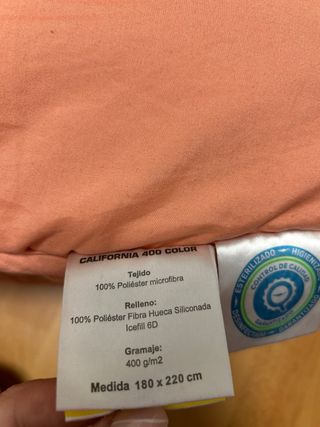 CALIFORNIA 400 COLOR
Tejido
100% Poliéster microfibra
Relleno:
100% Poliéster Fibra Hueca Siliconada
Icefill 6D
Gramaje:
400 g/m2
Medida 180 x 220 cm
ESTERILIZADO
CONTROL DE CALIDAD